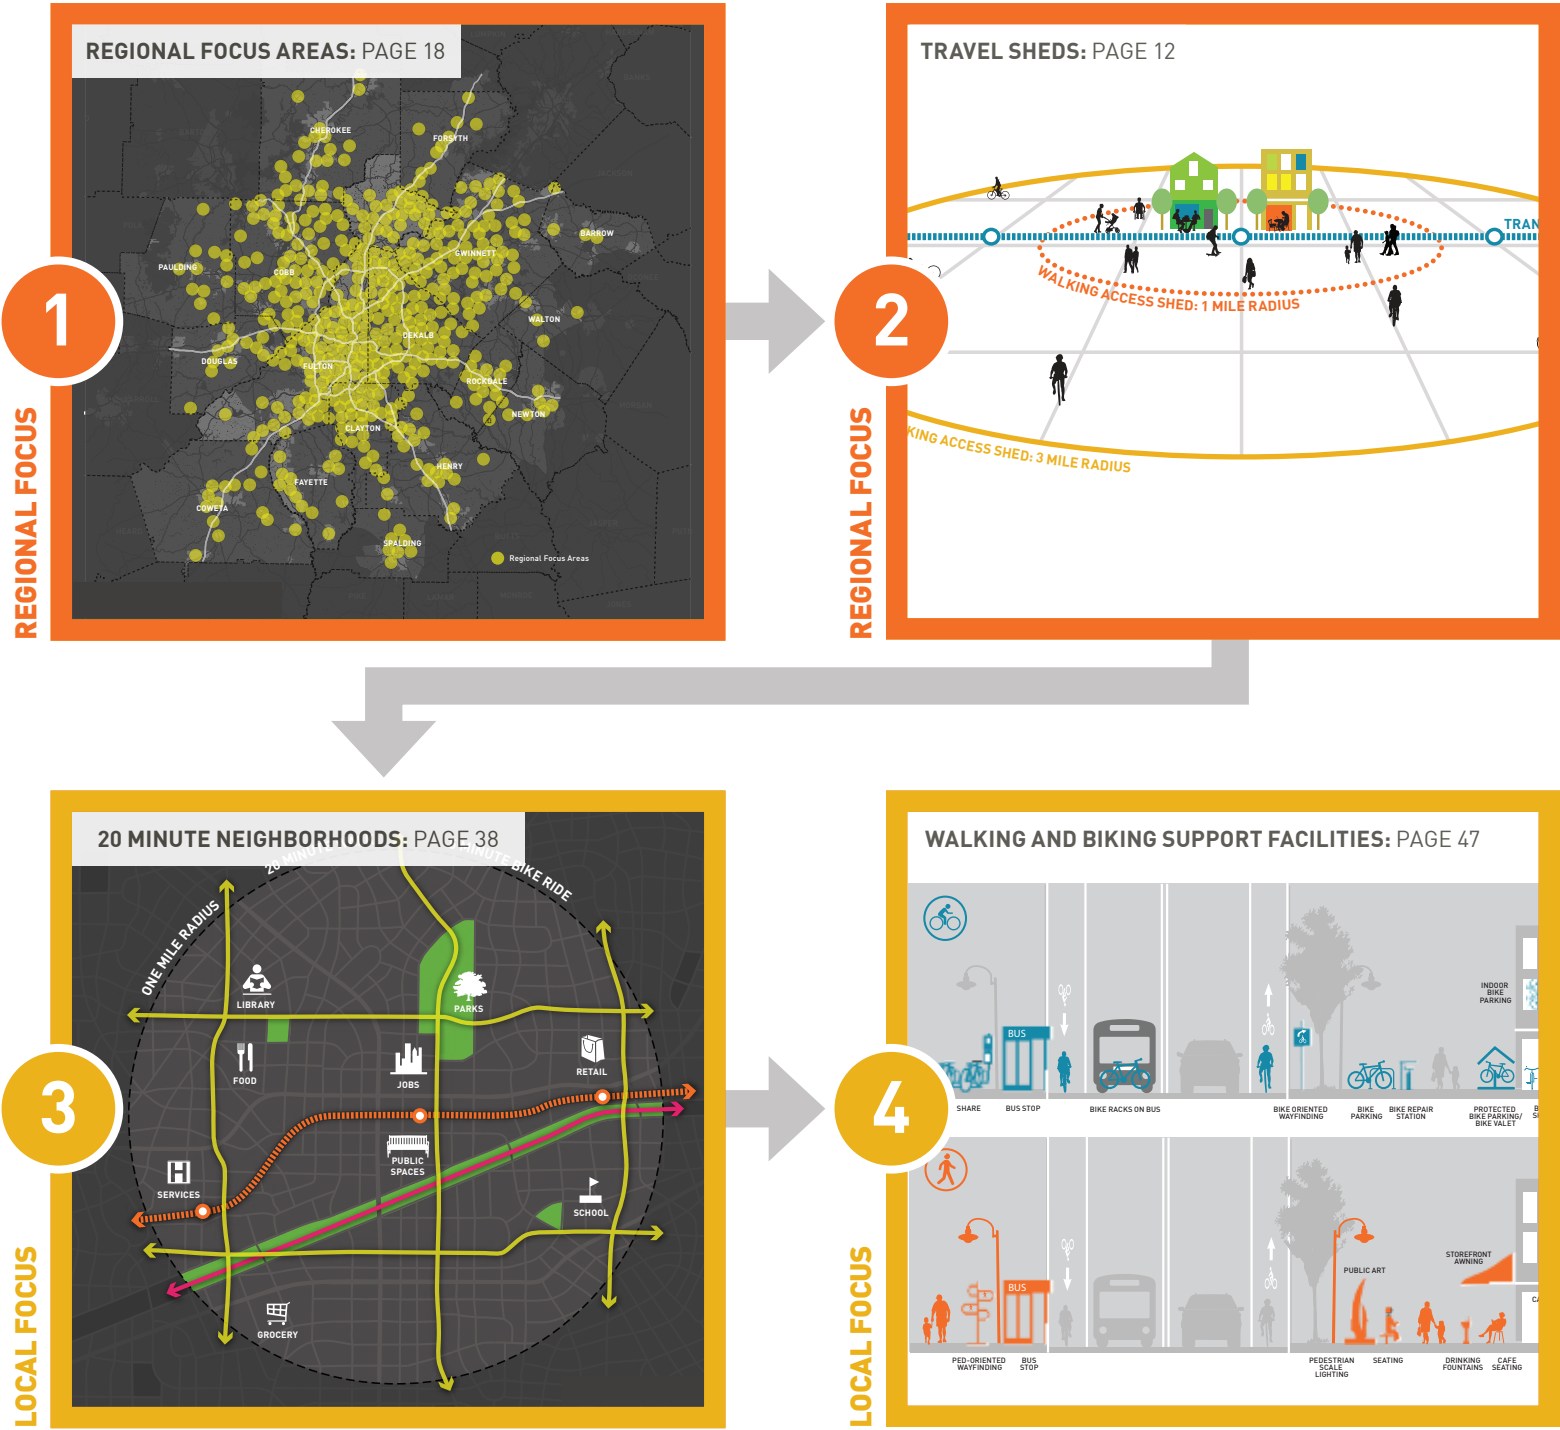 REGIONAL FOCUS AREAS: PAGE 18
CHEROKEE
FORSYTH
BARROW
PAULDING
COBB
GWINNETT
WALTON
DEKALB
DOUGLAS
FULTON
ROCKDALE
NEWTON
CLAYTON
HENRY
FAYETTE
COWETA
SPALDING
Regional Focus Areas
1
REGIONAL FOCUS
TRAVEL SHEDS: PAGE 12
TRAN
WALKING ACCESS SHED: 1 MILE RADIUS
KING ACCESS SHED: 3 MILE RADIUS
2
REGIONAL FOCUS
20 MINUTE NEIGHBORHOODS: PAGE 38
20 MINUTE
MINUTE BIKE RIDE
ONE MILE RADIUS
LIBRARY
PARKS
FOOD
JOBS
RETAIL
PUBLIC
SPACES
SERVICES
SCHOOL
GROCERY
3
LOCAL FOCUS
WALKING AND BIKING SUPPORT FACILITIES: PAGE 47
INDOOR
BIKE
PARKING
BUS
SHARE
BUS STOP
BIKE RACKS ON BUS
BIKE ORIENTED
WAYFINDING
BIKE
PARKING
BIKE REPAIR
STATION
PROTECTED
BIKE PARKING/
BIKE VALET
4
STOREFRONT
AWNING
PUBLIC ART
BUS
PED-ORIENTED
WAYFINDING
BUS
STOP
PEDESTRIAN
SCALE
LIGHTING
SEATING
DRINKING
FOUNTAINS
CAFE
SEATING
LOCAL FOCUS